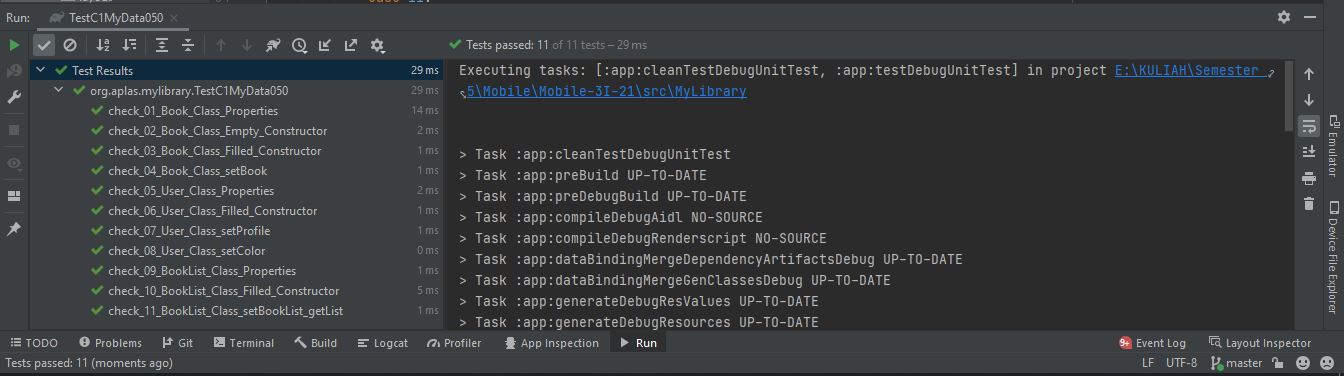 Run: TestC1MyData050
Tests passed: 11 of 11 tests – 29 ms
Test Results 29 ms
org.aplas.mylibrary.TestC1MyData050 29 ms
check_01_Book_Class_Properties 14 ms
check_02_Book_Class_Empty_Constructor 2 ms
check_03_Book_Class_Filled_Constructor 1 ms
check_04_Book_Class_setBook 1 ms
check_05_User_Class_Properties 2 ms
check_06_User_Class_Filled_Constructor 1 ms
check_07_User_Class_setProfile 1 ms
check_08_User_Class_setColor 0 ms
check_09_BookList_Class_Properties 1 ms
check_10_BookList_Class_Filled_Constructor 5 ms
check_11_BookList_Class_setBookList_getList 1 ms
Executing tasks: [:app:cleanTestDebugUnitTest, :app:testDebugUnitTest] in project E:\KULIAH\Semester
5\Mobile\Mobile-3I-21\src\MyLibrary
> Task :app:cleanTestDebugUnitTest
> Task :app:preBuild UP-TO-DATE
> Task :app:preDebugBuild UP-TO-DATE
> Task :app:compileDebugAidl NO-SOURCE
> Task :app:compileDebugRenderscript NO-SOURCE
> Task :app:dataBindingMergeDependencyArtifactsDebug UP-TO-DATE
> Task :app:dataBindingMergeGenClassesDebug UP-TO-DATE
> Task :app:generateDebugResValues UP-TO-DATE
> Task :app:generateDebugResources UP-TO-DATE
Emulator
Device File Explorer
TODO Problems Git Terminal Build Logcat Profiler App Inspection Run 9+ Event Log Layout Inspector
Tests passed: 11 (moments ago) LF UTF-8 master